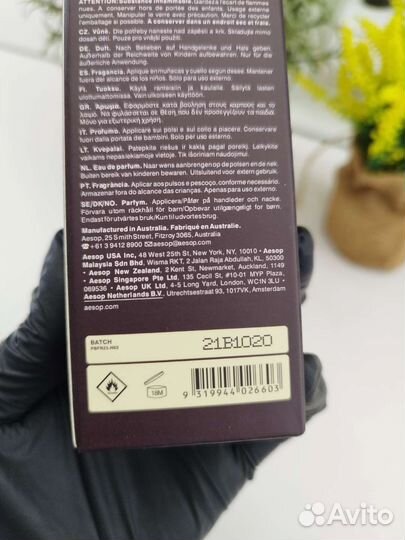 ATTENTION: Substance inflammable. Gardez à l'écart de flammes
nues. A conserver hors de portée des enfants. Usage externe
uniquement. Manipuler avec précaution. Merci de recycler
l'emballage si possible. A conserver dans un endroit sec et frais.
CZ. Vůně. Dle potřeby naneste nad zápěstí a krk. Skladujte mimo
dosah dětí. Pouze pro vnější použití.
DE. Duft. Nach Belieben auf Handgelenke und Hals geben.
Außerhalb der Reichweite von Kindern aufbewahren. Nur für die
äußerliche Anwendung.
ES. Fragancia. Aplique en muñecas y cuello según desee. Mantener
fuera del alcance de los niños. Sólo para uso externo.
FI. Tuoksu. Käytä ranteisiin ja kaulalle. Säilytä lasten
ulottumattomissa. Vain ulkoiseen käyttöön.
GR. Άρωμα. Εφαρμόστε κατά βούληση στους καρπούς και το
λαιμό. Να φυλάσσεται σε θέση που δεν προσεγγίζουν τα παιδιά.
Μόνο για εξωτερική χρήση.
IT. Profumo. Applicare sui polsi e sul collo a piacere. Conservare
fuori dalla portata dei bambini. Solo per uso esterno.
LT. Kvepalai. Patepkite riešus ir kaklą pagal poreikį. Laikykite
vaikams nepasiekiamoje vietoje. Tik išoriniam naudojimui.
NL. Eau de parfum. Naar wens aanbrengen op de polsen en de nek.
Buiten bereik van kinderen bewaren. Uitsluitend voor extern gebruik.
PT. Fragrância. Aplicar aos pulsos e pescoço, conforme necessário.
Armazenar fora do alcance das crianças. Apenas para uso externo.
SE/DK/NO. Parfym. Applicera/Påfør på handleder och nacke.
Förvara utom räckhåll för barn/Opbevar utilgængeligt for børn.
Endast för utvärtes bruk/Kun til udvortes brug.
Manufactured in Australia. Fabriqué en Australie.
Aesop. 25 Smith Street, Fitzroy 3065, Australia
+61 3 9412 8900 aesop@aesop.com
Aesop USA Inc, 48 West 25th St, New York, NY, 10010 • Aesop
Malaysia Sdn Bhd. Wisma RKT, 2 Jalan Raja Abdullah, KL, 50300
• Aesop New Zealand, 2 Kent St, Newmarket, Auckland, 1149
• Aesop Singapore Pte Ltd, 135 Cecil St, #10-01 MYP Plaza,
069536 • Aesop UK Ltd, 4-5 Long Yard, London, WC1N 3LU •
Aesop Netherlands B.V., Utrechtsestraat 93, 1017VK, Amsterdam
aesop.com
BATCH
PBFR23.H02
21B1020
18M
9 319944 026603
Avito